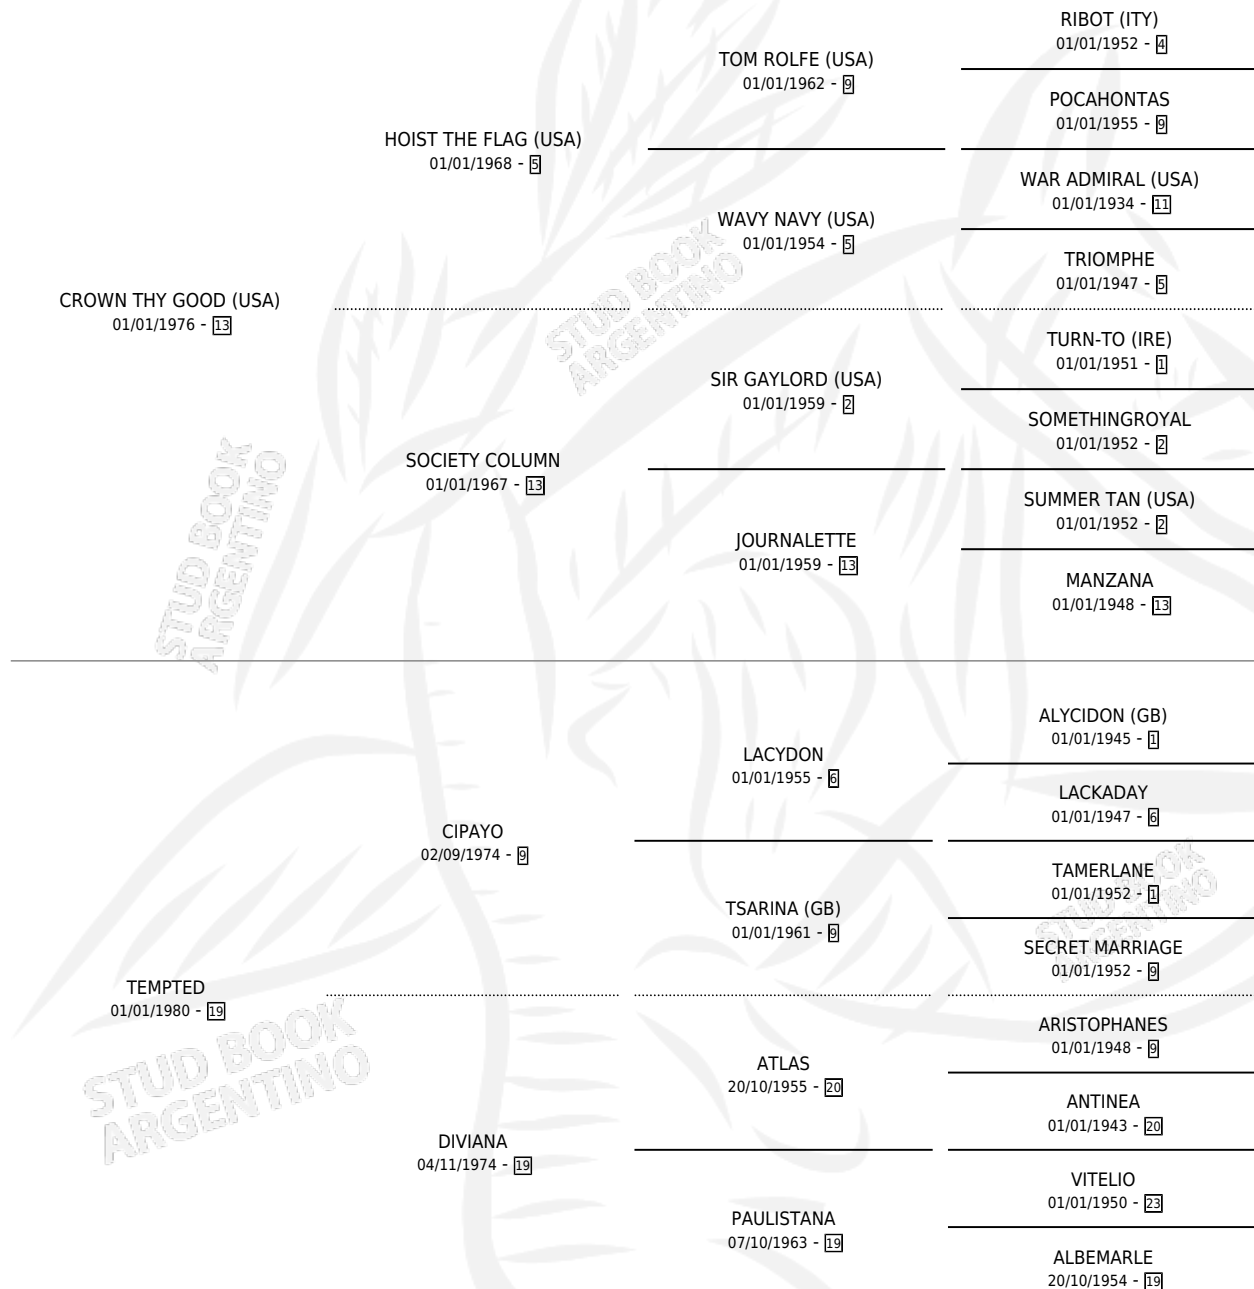 RIBOT (ITY)
01/01/1952 - 4
TOM ROLFE (USA)
01/01/1962 - 9
POCAHONTAS
01/01/1955 - 9
HOIST THE FLAG (USA)
01/01/1968 - 5
WAR ADMIRAL (USA)
01/01/1934 - 11
WAVY NAVY (USA)
01/01/1954 - 5
TRIOMPHE
01/01/1947 - 5
CROWN THY GOOD (USA)
01/01/1976 - 13
TURN-TO (IRE)
01/01/1951 - 1
SIR GAYLORD (USA)
01/01/1959 - 2
SOMETHINGROYAL
01/01/1952 - 2
SOCIETY COLUMN
01/01/1967 - 13
SUMMER TAN (USA)
01/01/1952 - 2
JOURNALETTE
01/01/1959 - 13
MANZANA
01/01/1948 - 13
ALYCIDON (GB)
01/01/1945 - 1
LACYDON
01/01/1955 - 6
LACKADAY
01/01/1947 - 6
CIPAYO
02/09/1974 - 9
TAMERLANE
01/01/1952 - 1
TSARINA (GB)
01/01/1961 - 9
SECRET MARRIAGE
01/01/1952 - 9
TEMPTED
01/01/1980 - 19
ARISTOPHANES
01/01/1948 - 9
ATLAS
20/10/1955 - 20
ANTINEA
01/01/1943 - 20
DIVIANA
04/11/1974 - 19
VITELIO
01/01/1950 - 23
PAULISTANA
07/10/1963 - 19
ALBEMARLE
20/10/1954 - 19
STUD BOOK
ARGENTINO
STUD BOOK
ARGENTINO
STUD BOOK
ARGENTINO
STUD BOOK
ARGENTINO